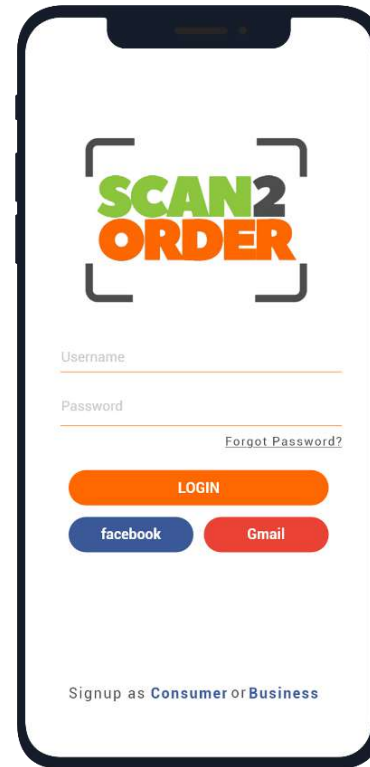 SCAN2
ORDER
Username
Password
Forgot Password?
LOGIN
facebook Gmail
Signup as Consumer or Business